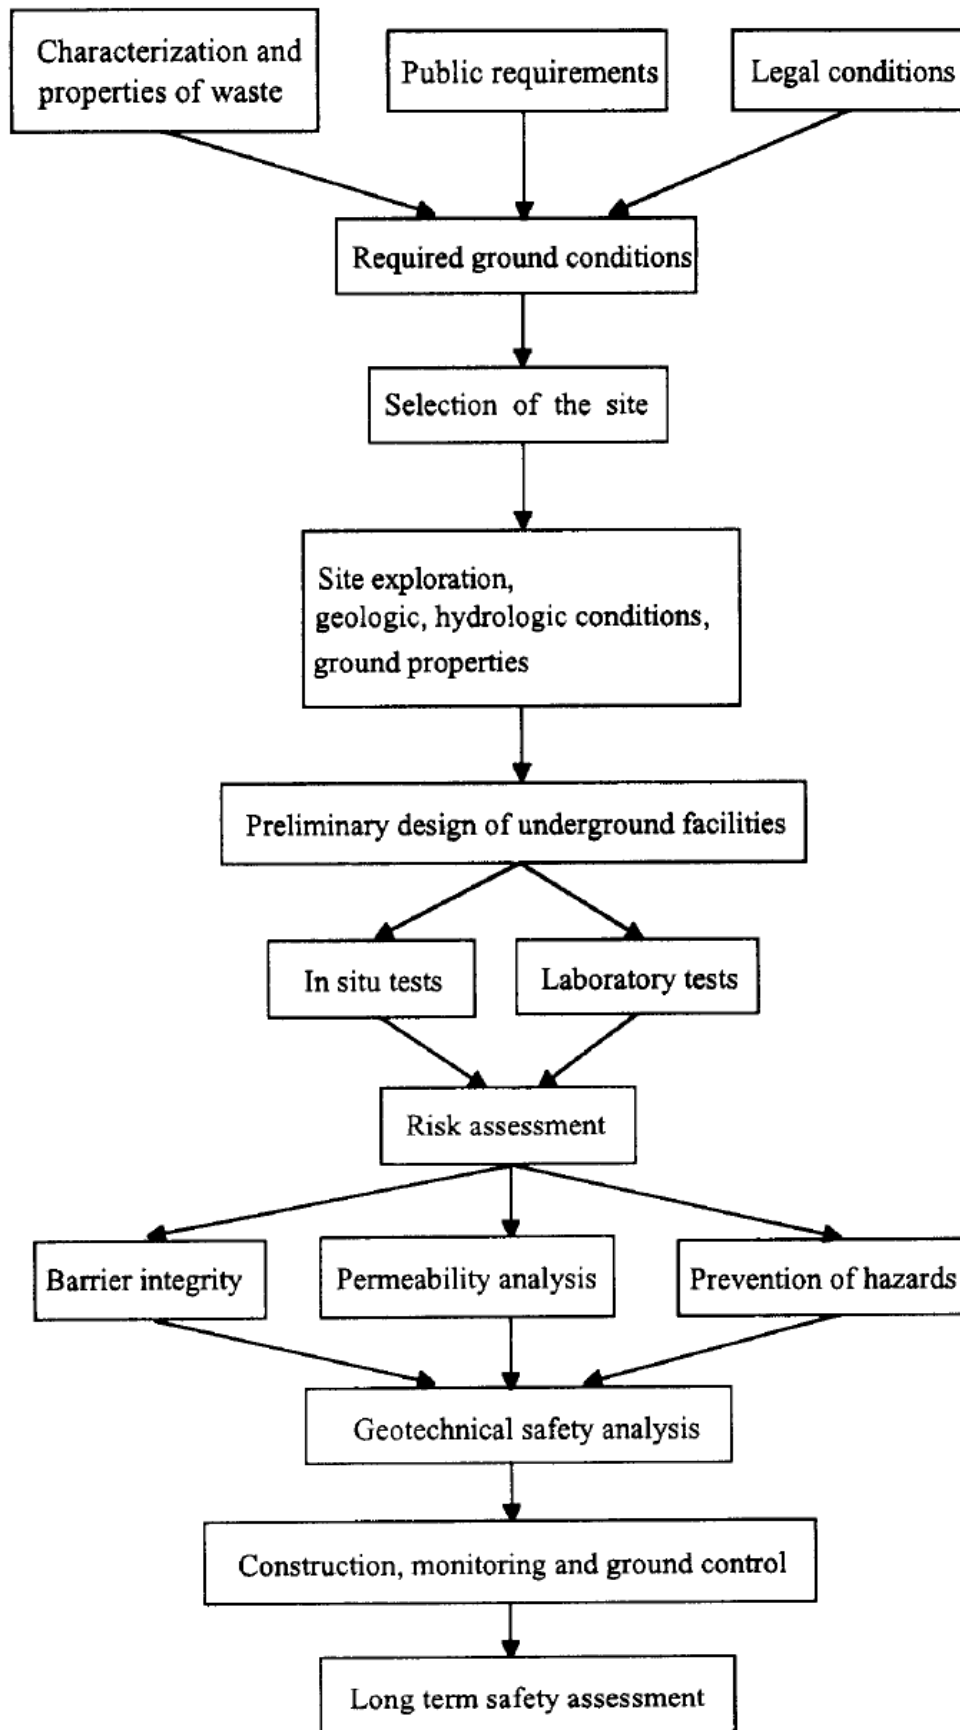 Characterization and
properties of waste
Public requirements
Legal conditions
Required ground conditions
Selection of the site
Site exploration,
geologic, hydrologic conditions,
ground properties
Preliminary design of underground facilities
In situ tests
Laboratory tests
Risk assessment
Barrier integrity
Permeability analysis
Prevention of hazards
Geotechnical safety analysis
Construction, monitoring and ground control
Long term safety assessment